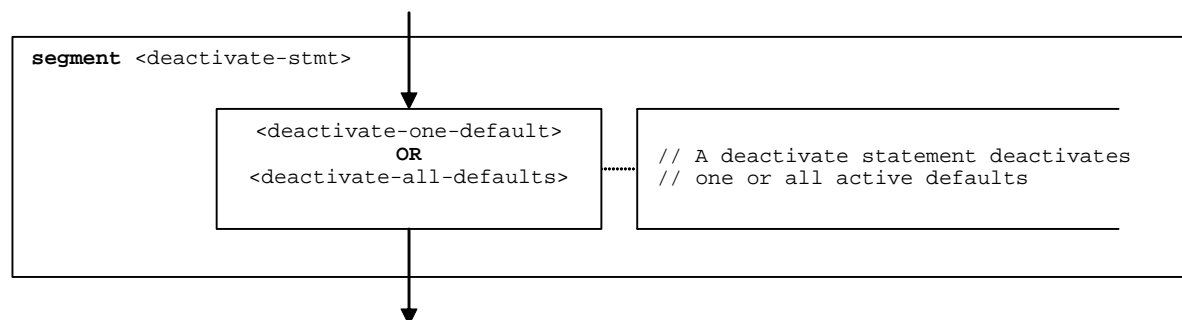 segment <deactivate-stmt>
<deactivate-one-default>
OR
<deactivate-all-defaults>
// A deactivate statement deactivates
// one or all active defaults